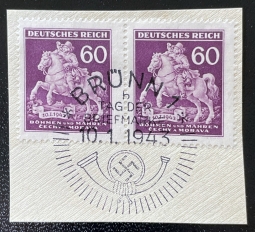 DEUTSCHES REICH DEUTSCHES REICH
60 60
BRÜNN 1
TAG DER
BRIEFMARKE
10.1.1943
BÖHMEN UND MÄHREN BÖHMEN UND MÄHREN
ČECHY A MORAVA ČECHY A MORAVA